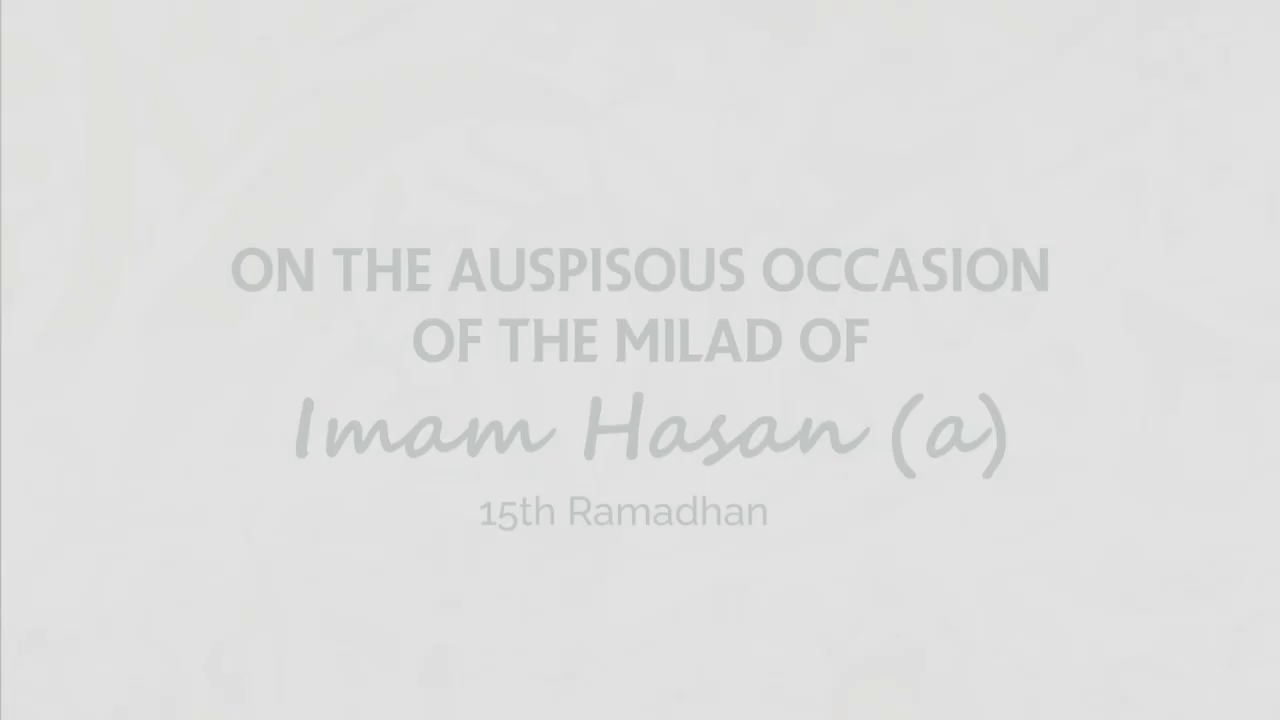 ON THE AUSPISOUS OCCASION
OF THE MILAD OF
Imam Hasan (a)
15th Ramadhan